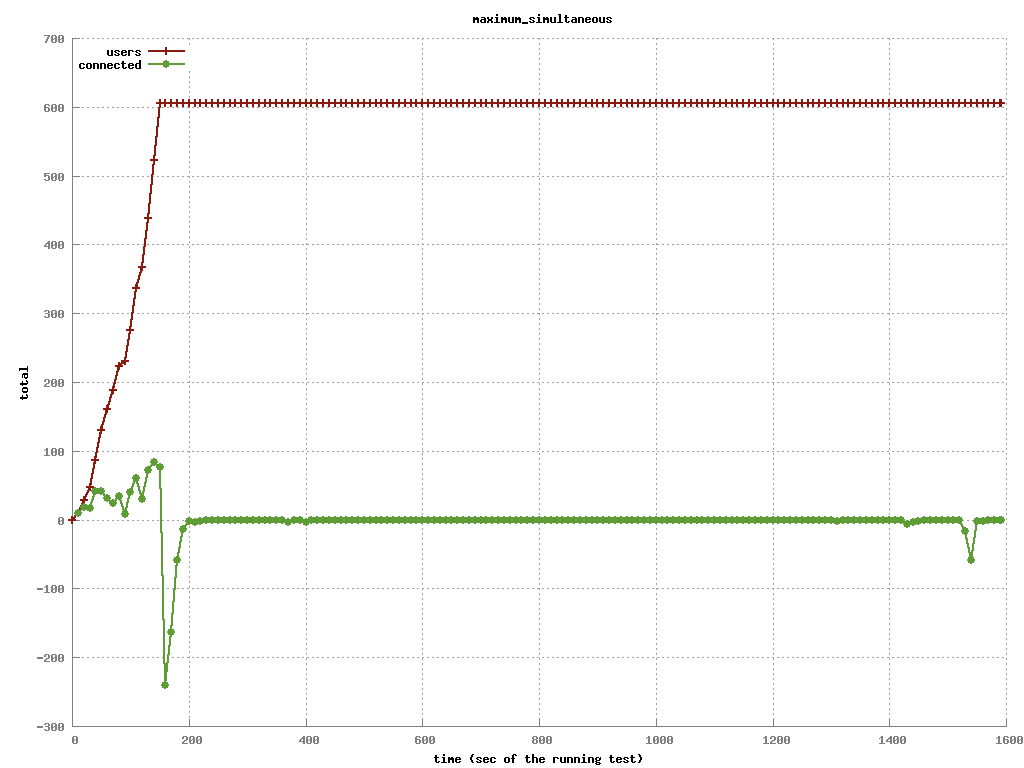 maximum_simultaneous
700
users
connected
600
500
400
300
200
total
100
0
-100
-200
-300
0 200 400 600 800 1000 1200 1400 1600
time (sec of the running test)